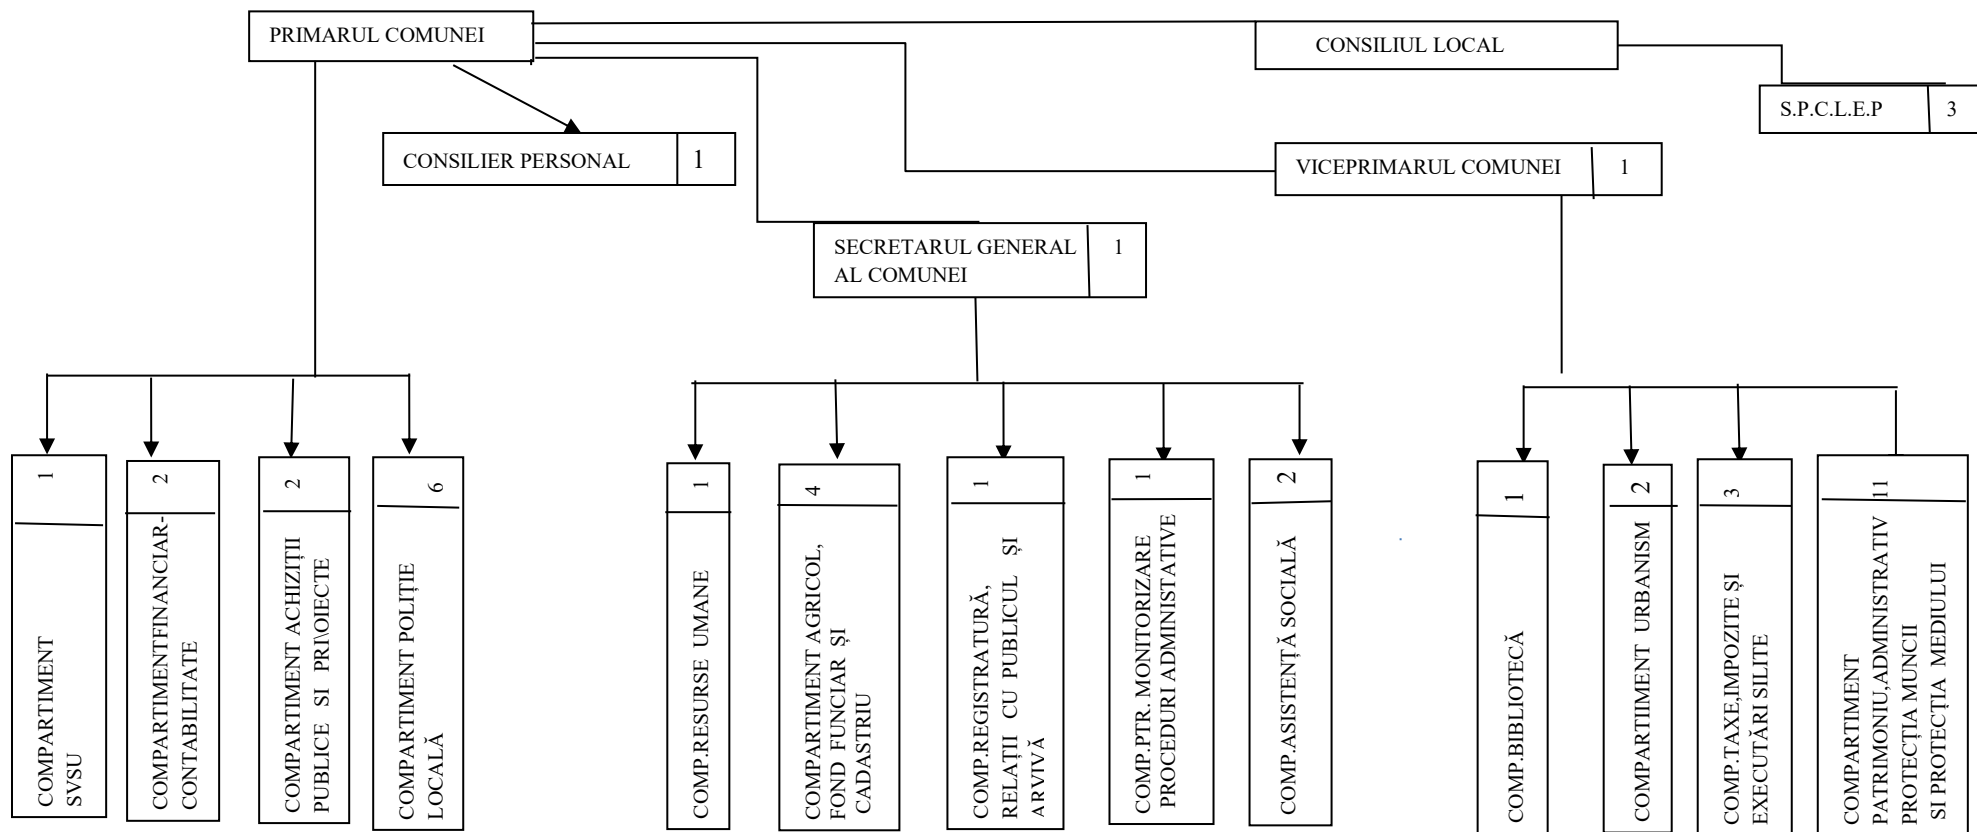 PRIMARUL COMUNEI
CONSILIUL LOCAL
S.P.C.L.E.P 3
CONSILIER PERSONAL 1
VICEPRIMARUL COMUNEI 1
SECRETARUL GENERAL 1
AL COMUNEI
1
COMPARTIMENT
SVSU
2
COMPARTIMENTFINANCIAR-
CONTABILITATE
2
COMPARTIMENT ACHIZIȚII
PUBLICE SI PRI\OIECTE
6
COMPARTIMENT POLIȚIE
LOCALĂ
1
COMP.RESURSE UMANE
4
COMPARTIMENT AGRICOL,
FOND FUNCIAR ȘI
CADASTRIU
1
COMP.REGISTRATURĂ,
RELAȚII CU PUBLICUL ȘI
ARVIVĂ
1
COMP.PTR. MONITORIZARE
PROCEDURI ADMINISTATIVE
2
COMP.ASISTENȚĂ SOCIALĂ
1
COMP.BIBLIOTECĂ
2
COMPARTIIMENT URBANISM
3
COMP.TAXE,IMPOZITE ȘI
EXECUTĂRI SILITE
11
COMPARTIMENT
PATRIMONIU,ADMINISTRATIV
PROTECȚIA MUNCII
SI PROTECȚIA MEDIULUI